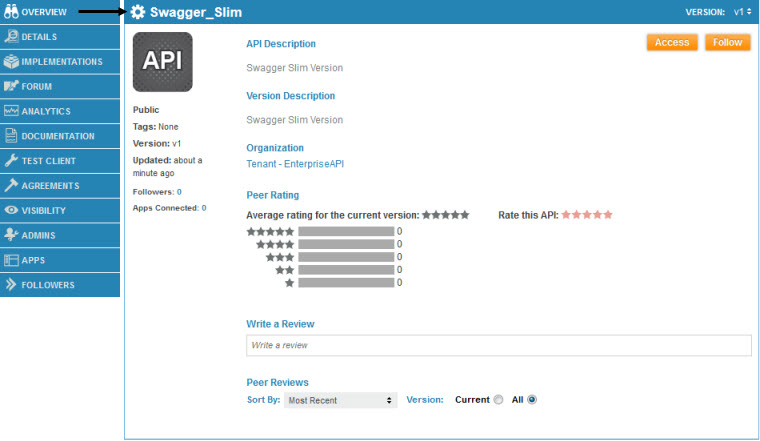 OVERVIEW
DETAILS
IMPLEMENTATIONS
FORUM
ANALYTICS
DOCUMENTATION
TEST CLIENT
AGREEMENTS
VISIBILITY
ADMINS
APPS
FOLLOWERS
Swagger_Slim
VERSION: v1
API
Public
Tags: None
Version: v1
Updated: about a
minute ago
Followers: 0
Apps Connected: 0
Access Follow
API Description
Swagger Slim Version
Version Description
Swagger Slim Version
Organization
Tenant - EnterpriseAPI
Peer Rating
Average rating for the current version: Rate this API:
0
0
0
0
0
Write a Review
Write a review
Peer Reviews
Sort By: Most Recent Version: Current All